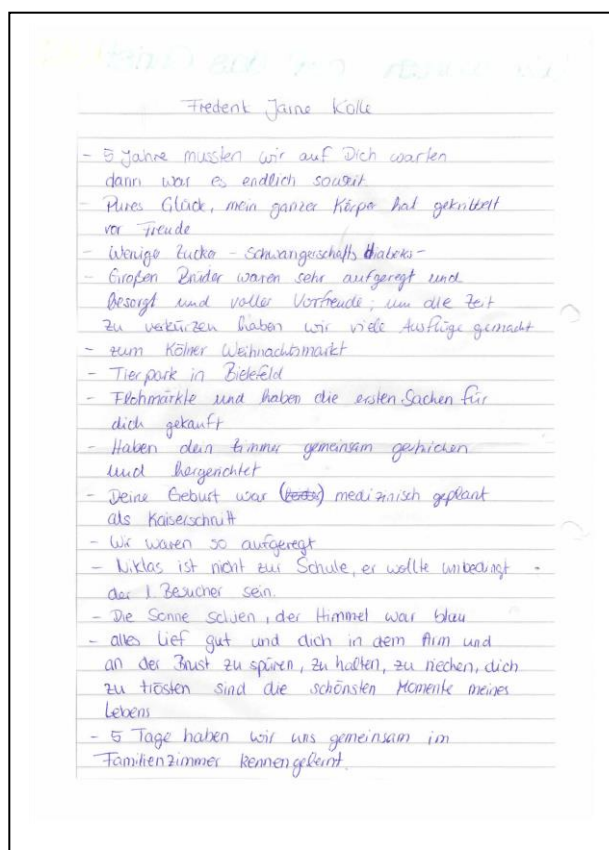 Frederik Jaine Kolle
- 5 Jahre mussten wir auf Dich warten
dann war es endlich soweit
- Pures Glück, mein ganzer Körper hat gekribbelt
vor Freude
- Wenige Zucker - Schwangerschafts diabetes -
- Großen Brüder waren sehr aufgeregt und
besorgt und voller Vorfreude; um die Zeit
zu verkürzen haben wir viele Ausflüge gemacht
- zum Kölner Weihnachtsmarkt
- Tierpark in Bielefeld
- Flohmärkte und haben die ersten Sachen für
dich gekauft
- Haben dein Zimmer gemeinsam gestrichen
und hergerichtet
- Deine Geburt war () medizinisch geplant
als Kaiserschnitt
- Wir waren so aufgeregt
- Niklas ist nicht zur Schule, er wollte unbedingt
der 1. Besucher sein.
- Die Sonne schien, der Himmel war blau
- alles lief gut und dich in dem Arm und
an der Brust zu spüren, zu halten, zu riechen, dich
zu trösten sind die schönsten Momente meines
Lebens
- 5 Tage haben wir uns gemeinsam im
Familienzimmer kennengelernt.